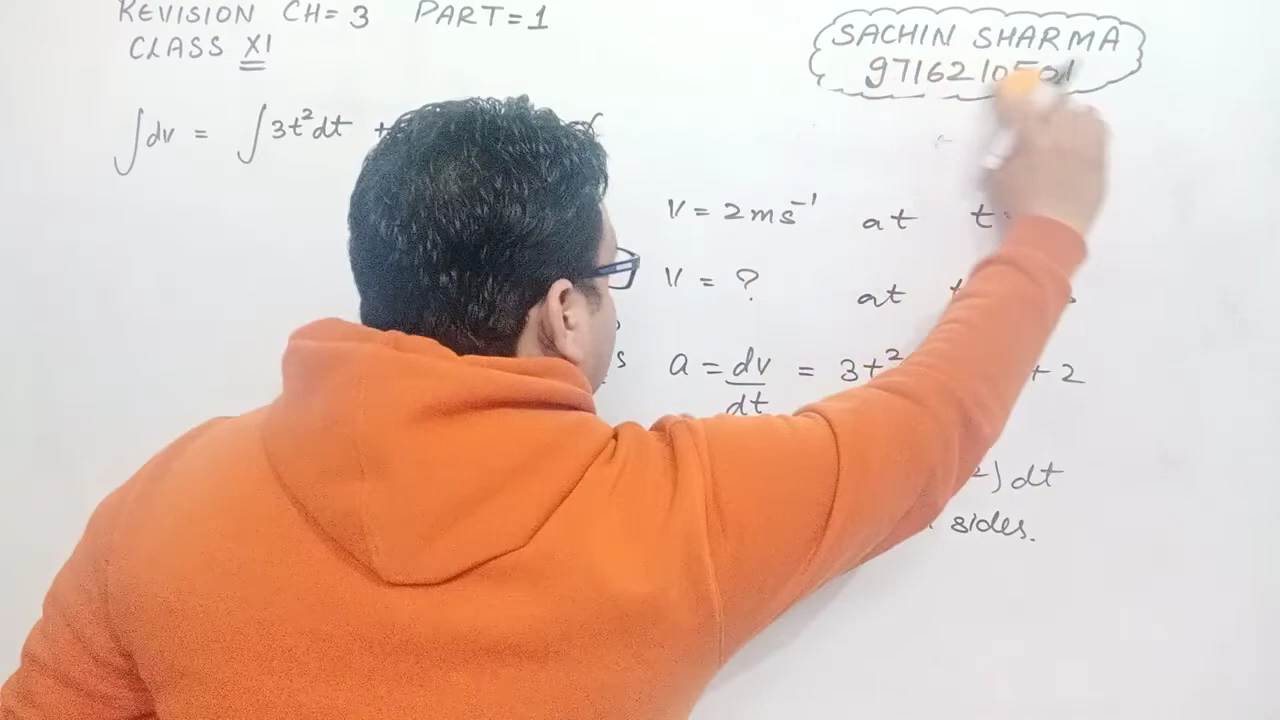 REVISION CH= 3 PART=1
CLASS XI
SACHIN SHARMA
∫dv = ∫3t²dt +
V = 2ms⁻¹ at t
V = ? at
s
a = dv/dt = 3t² + 2
) dt
sides.